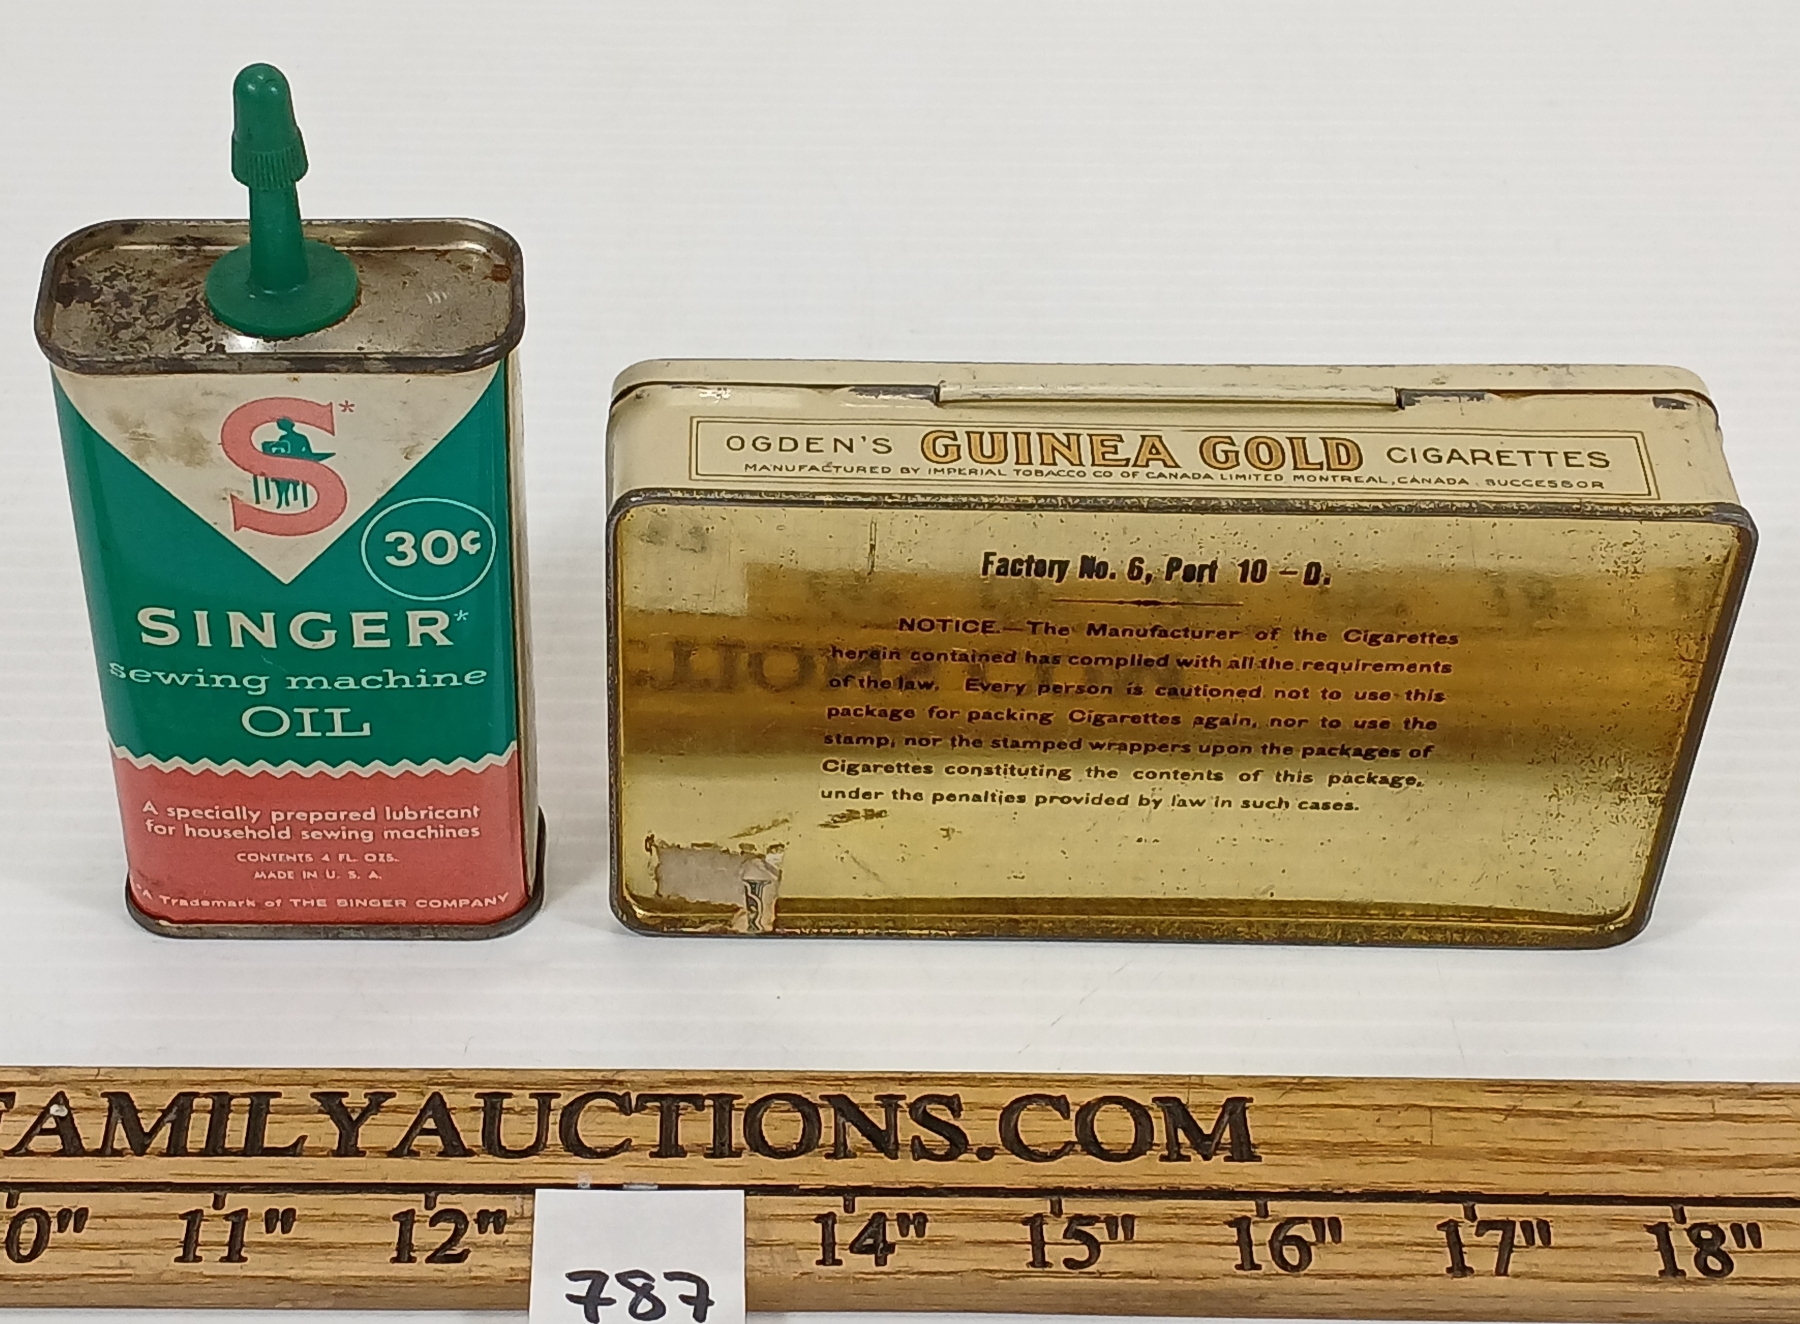 S*
30¢
SINGER*
sewing machine
OIL
A specially prepared lubricant
for household sewing machines
CONTENTS 4 FL. OZS.
MADE IN U. S. A.
*A Trademark of THE SINGER COMPANY
OGDEN'S GUINEA GOLD CIGARETTES
MANUFACTURED BY IMPERIAL TOBACCO CO OF CANADA LIMITED MONTREAL, CANADA. SUCCESSOR
Factory No. 6, Port 10 – D.
NOTICE.—The Manufacturer of the Cigarettes
herein contained has complied with all the requirements
of the law. Every person is cautioned not to use this
package for packing Cigarettes again, nor to use the
stamp, nor the stamped wrappers upon the packages of
Cigarettes constituting the contents of this package,
under the penalties provided by law in such cases.
FAMILYAUCTIONS.COM
0" 11" 12" 14" 15" 16" 17" 18"
787